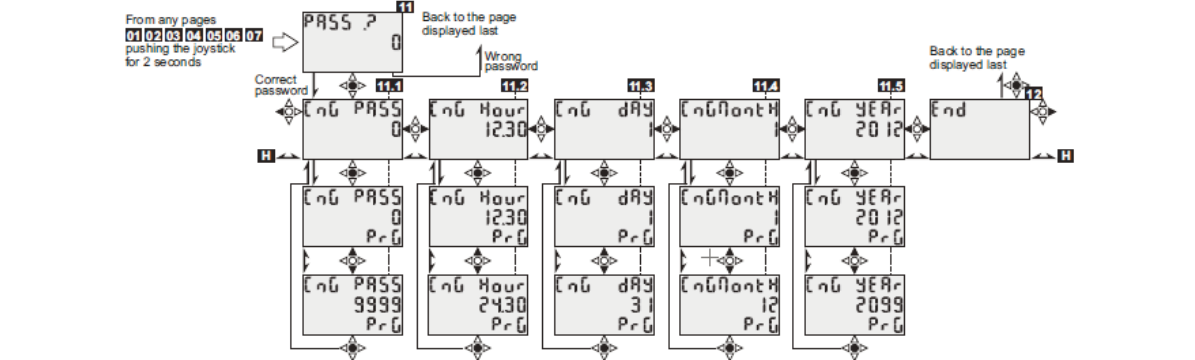 From any pages
01 02 03 04 05 06 07
pushing the joystick
for 2 seconds
11
PASS ?
0
Back to the page
displayed last
Wrong
password
Correct
password
Back to the page
displayed last
11.1
CnG PASS
0
11.2
CnG Hour
12.30
11.3
CnG dAY
1
11.4
CnGMontH
1
11.5
CnG YEAr
2012
12
End
H
H
CnG PASS
0
PrG
CnG Hour
12.30
PrG
CnG dAY
1
PrG
CnGMontH
1
PrG
CnG YEAr
2012
PrG
CnG PASS
9999
PrG
CnG Hour
24.30
PrG
CnG dAY
31
PrG
CnGMontH
12
PrG
CnG YEAr
2099
PrG